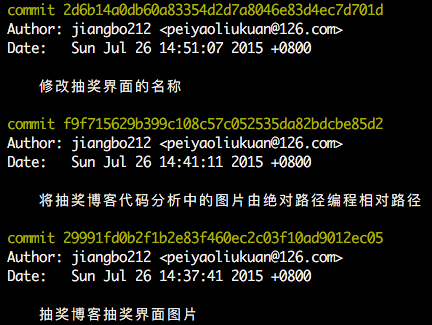 commit 2d6b14a0db60a83354d2d7a8046e83d4ec7d701d
Author: jiangbo212 <peiyaoliukuan@126.com>
Date:   Sun Jul 26 14:51:07 2015 +0800
修改抽奖界面的名称
commit f9f715629b399c108c57c052535da82bdcbe85d2
Author: jiangbo212 <peiyaoliukuan@126.com>
Date:   Sun Jul 26 14:41:11 2015 +0800
将抽奖博客代码分析中的图片由绝对路径编程相对路径
commit 29991fd0b2f1b2e83f460ec2c03f10ad9012ec05
Author: jiangbo212 <peiyaoliukuan@126.com>
Date:   Sun Jul 26 14:37:41 2015 +0800
抽奖博客抽奖界面图片